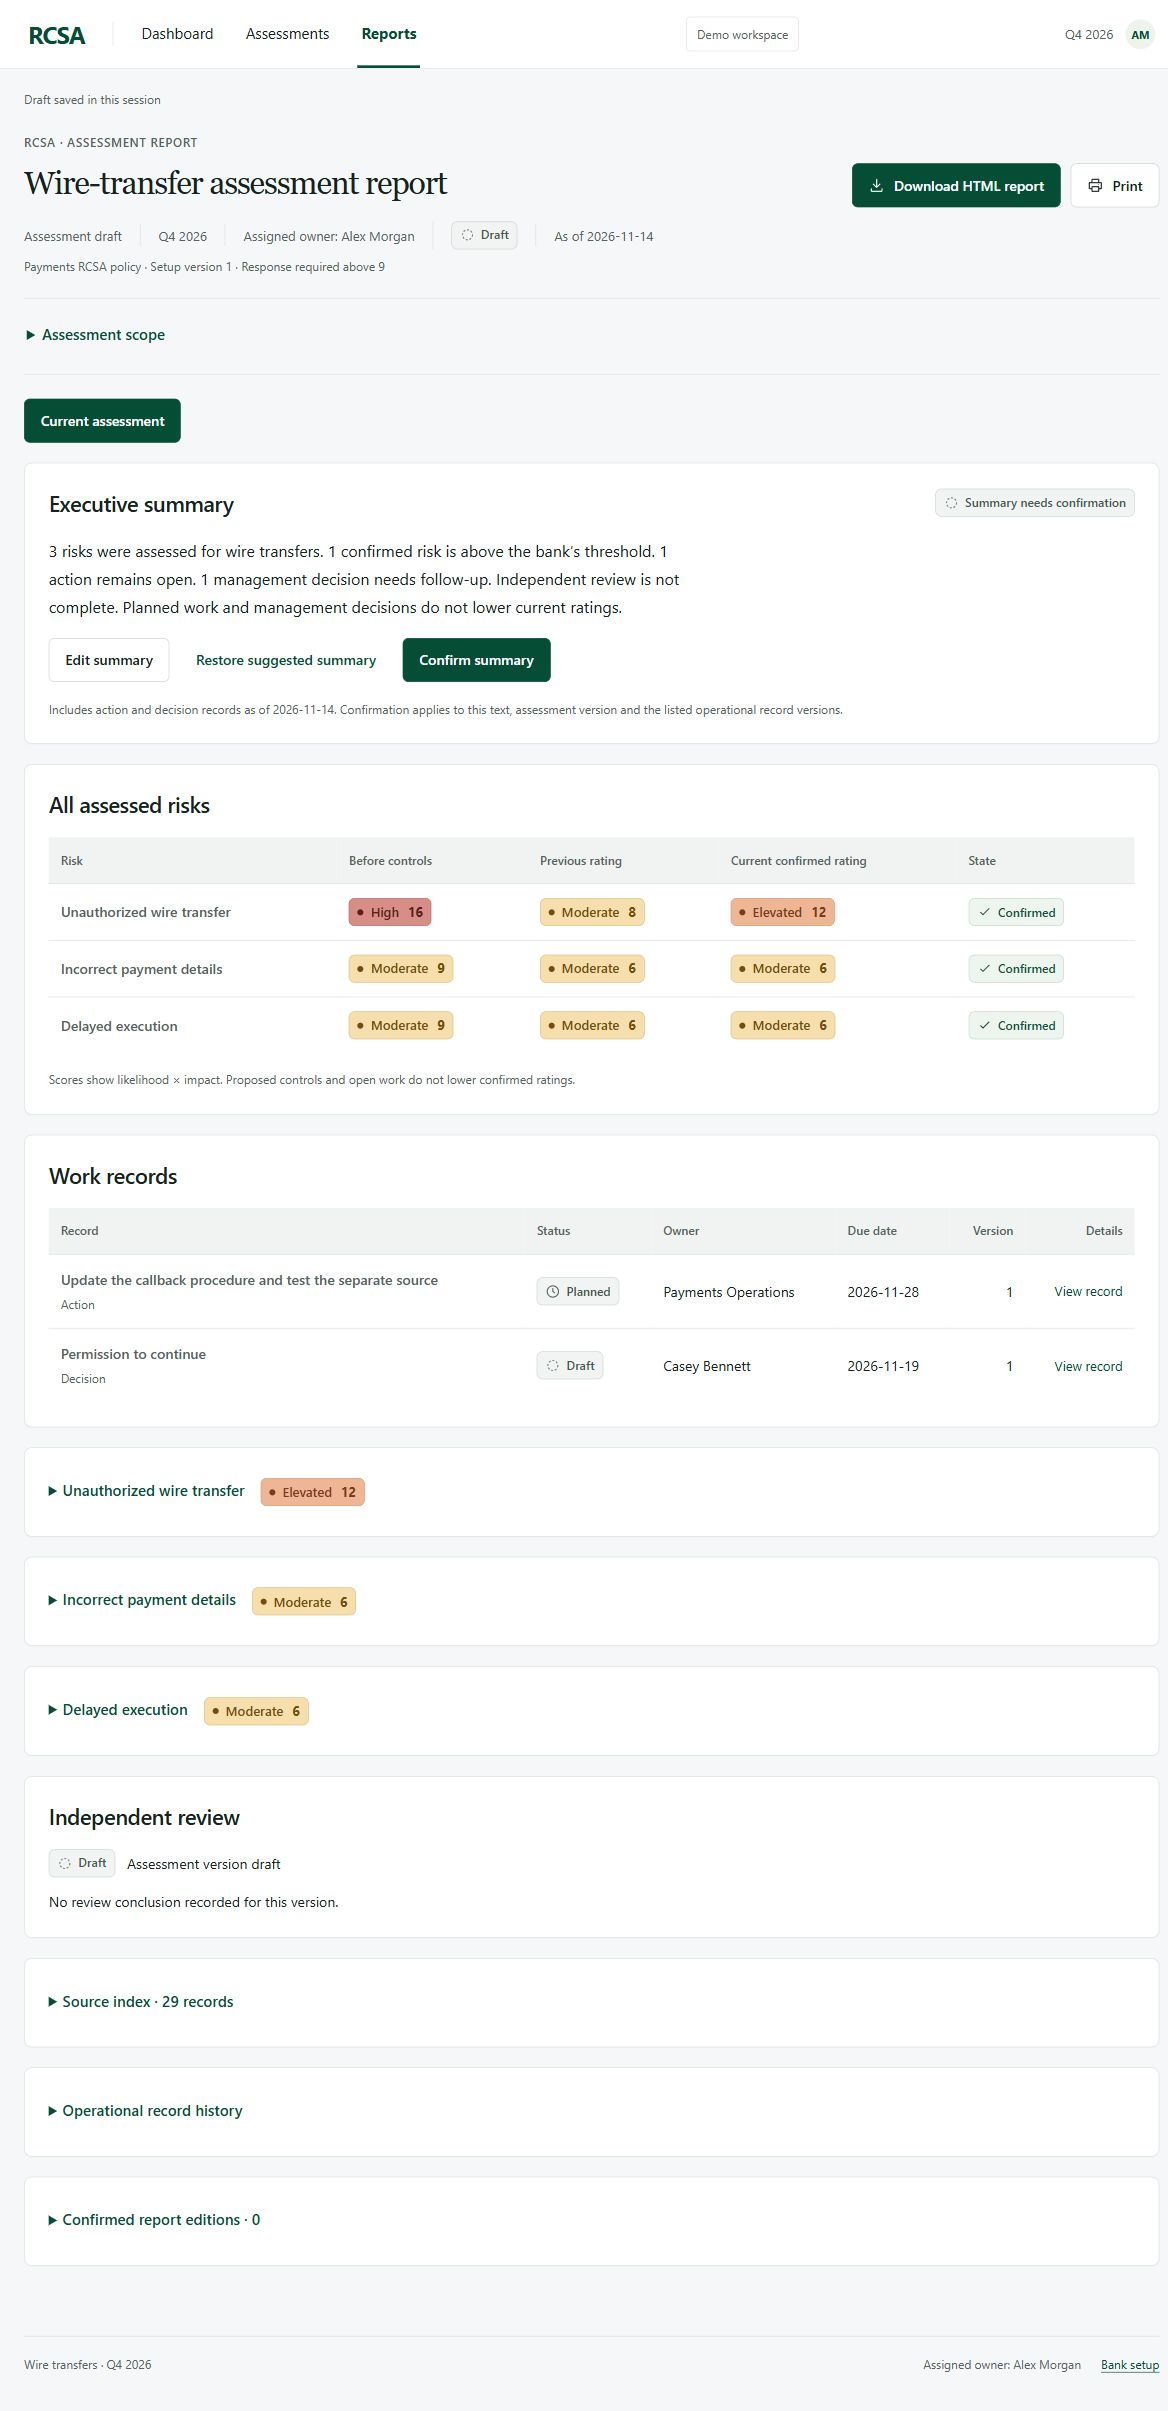 RCSA Dashboard Assessments Reports Demo workspace Q4 2026 AM
Draft saved in this session
RCSA · ASSESSMENT REPORT
Wire-transfer assessment report Download HTML report Print
Assessment draft Q4 2026 Assigned owner: Alex Morgan Draft As of 2026-11-14
Payments RCSA policy · Setup version 1 · Response required above 9
Assessment scope
Current assessment
Executive summary Summary needs confirmation
3 risks were assessed for wire transfers. 1 confirmed risk is above the bank's threshold. 1
action remains open. 1 management decision needs follow-up. Independent review is not
complete. Planned work and management decisions do not lower current ratings.
Edit summary Restore suggested summary Confirm summary
Includes action and decision records as of 2026-11-14. Confirmation applies to this text, assessment version and the listed operational record versions.
All assessed risks
Risk Before controls Previous rating Current confirmed rating State
Unauthorized wire transfer High 16 Moderate 8 Elevated 12 Confirmed
Incorrect payment details Moderate 9 Moderate 6 Moderate 6 Confirmed
Delayed execution Moderate 9 Moderate 6 Moderate 6 Confirmed
Scores show likelihood × impact. Proposed controls and open work do not lower confirmed ratings.
Work records
Record Status Owner Due date Version Details
Update the callback procedure and test the separate source
Action
Planned Payments Operations 2026-11-28 1 View record
Permission to continue
Decision
Draft Casey Bennett 2026-11-19 1 View record
Unauthorized wire transfer Elevated 12
Incorrect payment details Moderate 6
Delayed execution Moderate 6
Independent review
Draft Assessment version draft
No review conclusion recorded for this version.
Source index · 29 records
Operational record history
Confirmed report editions · 0
Wire transfers · Q4 2026 Assigned owner: Alex Morgan Bank setup